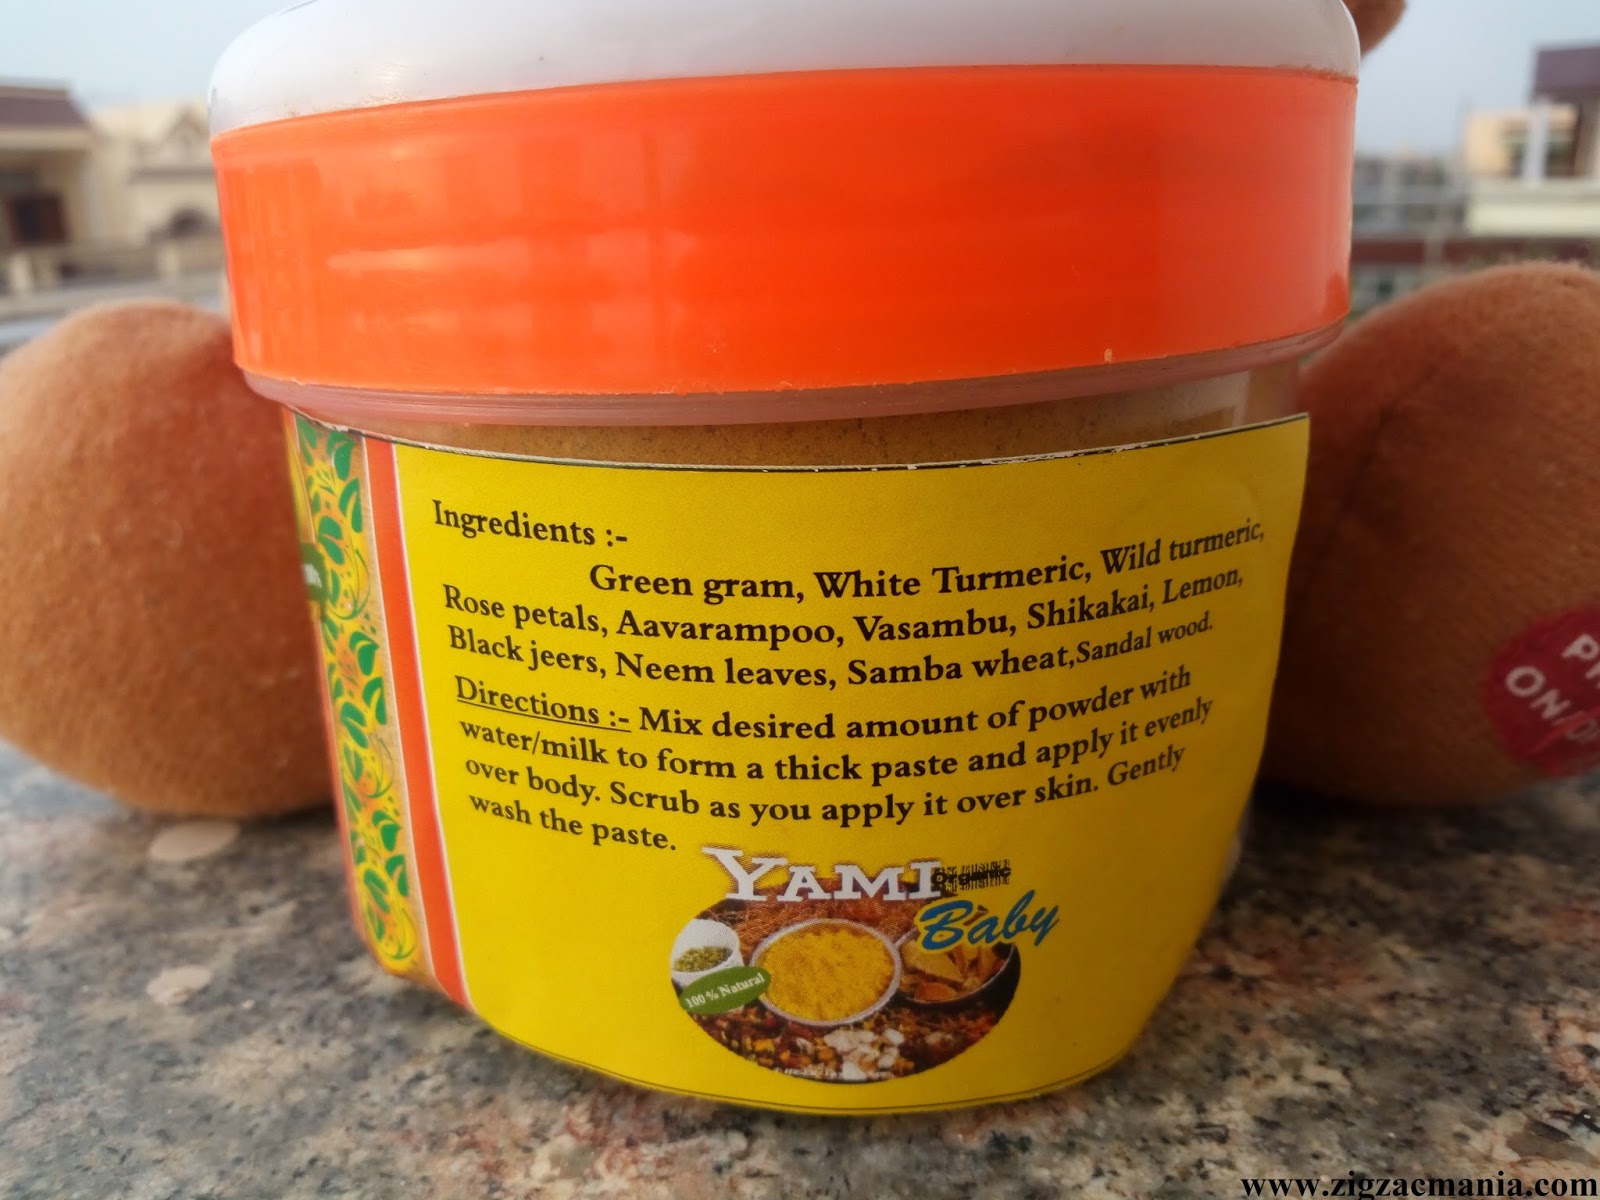 Ingredients :-
Green gram, White Turmeric, Wild turmeric,
Rose petals, Aavarampoo, Vasambu, Shikakai, Lemon,
Black jeers, Neem leaves, Samba wheat,Sandal wood.
Directions :- Mix desired amount of powder with
water/milk to form a thick paste and apply it evenly
over body. Scrub as you apply it over skin. Gently
wash the paste.
YAMI
Organic
Baby
100 % Natural
ON/
www.zigzacmania.com